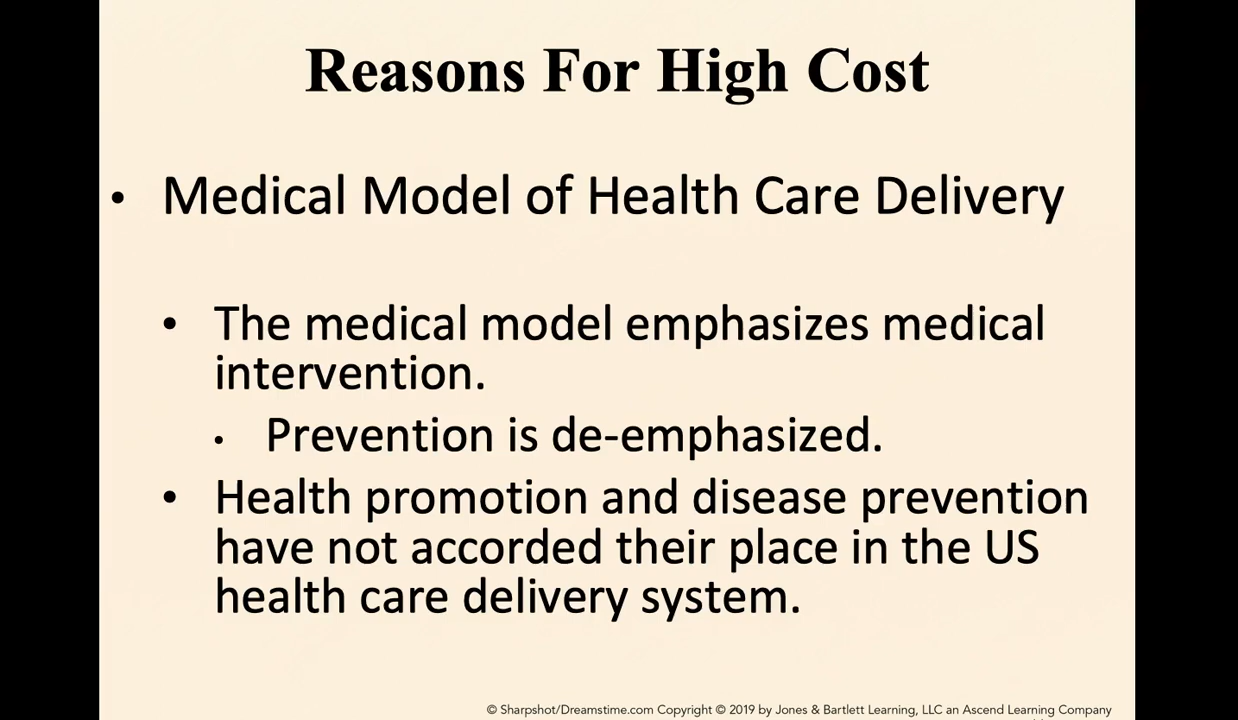 Reasons For High Cost
• Medical Model of Health Care Delivery
• The medical model emphasizes medical
intervention.
• Prevention is de-emphasized.
• Health promotion and disease prevention
have not accorded their place in the US
health care delivery system.
© Sharpshot/Dreamstime.com Copyright © 2019 by Jones & Bartlett Learning, LLC an Ascend Learning Company